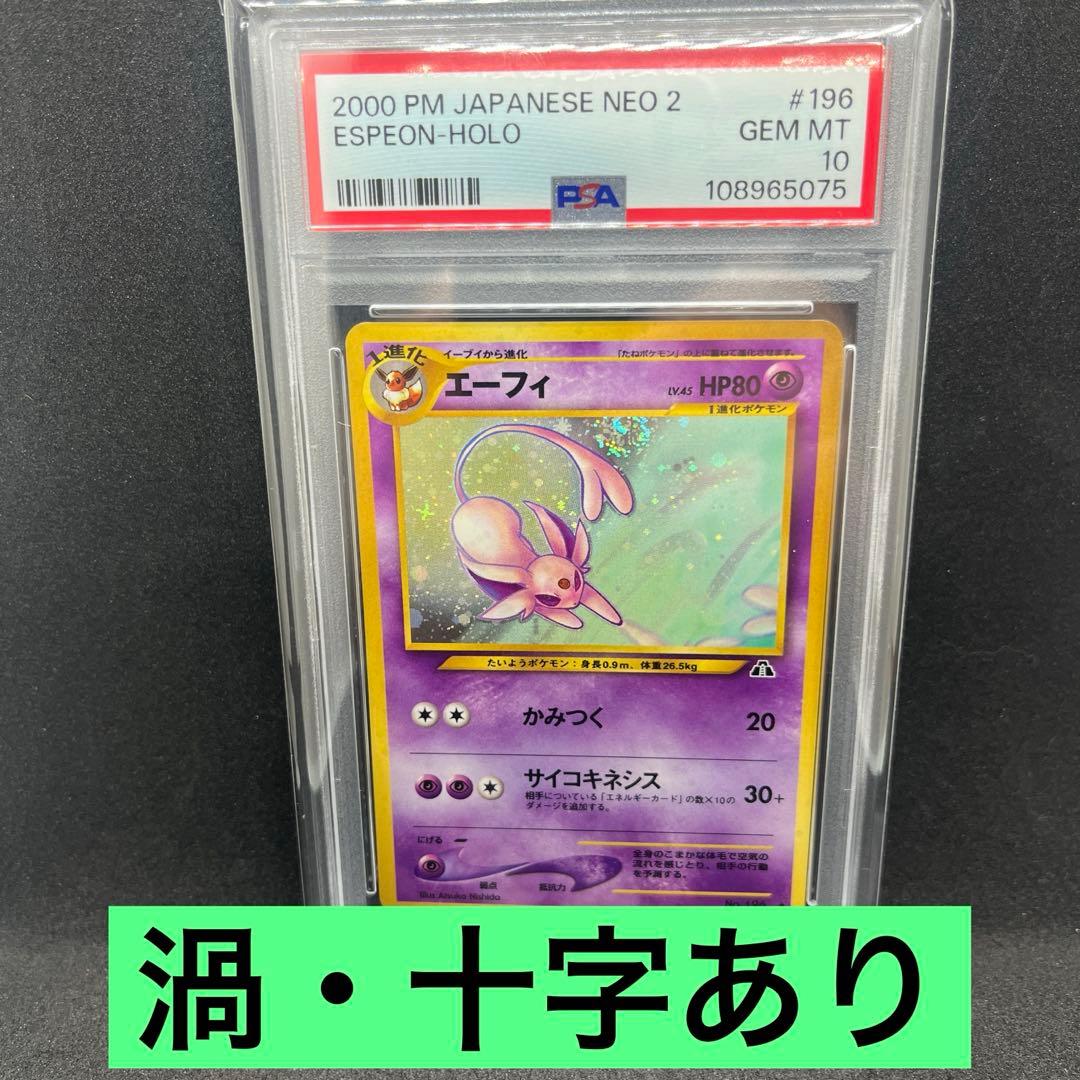 2000 PM JAPANESE NEO 2 #196
ESPEON-HOLO GEM MT
10
PSA 108965075
1進化 イーブイから進化 「たねポケモン」の上に重ねて進化させます。
エーフィ LV.45 HP80
1進化ポケモン
たいようポケモン：身長0.9m、体重26.5kg
かみつく 20
サイコキネシス 30+
相手についている「エネルギーカード」の数×10の
ダメージを追加する。
にげる
全身のこまかな体毛で空気の
流れを感じとり、相手の行動
を予測する。
弱点 抵抗力
Illus.Atsuko Nishida No.196
渦・十字あり